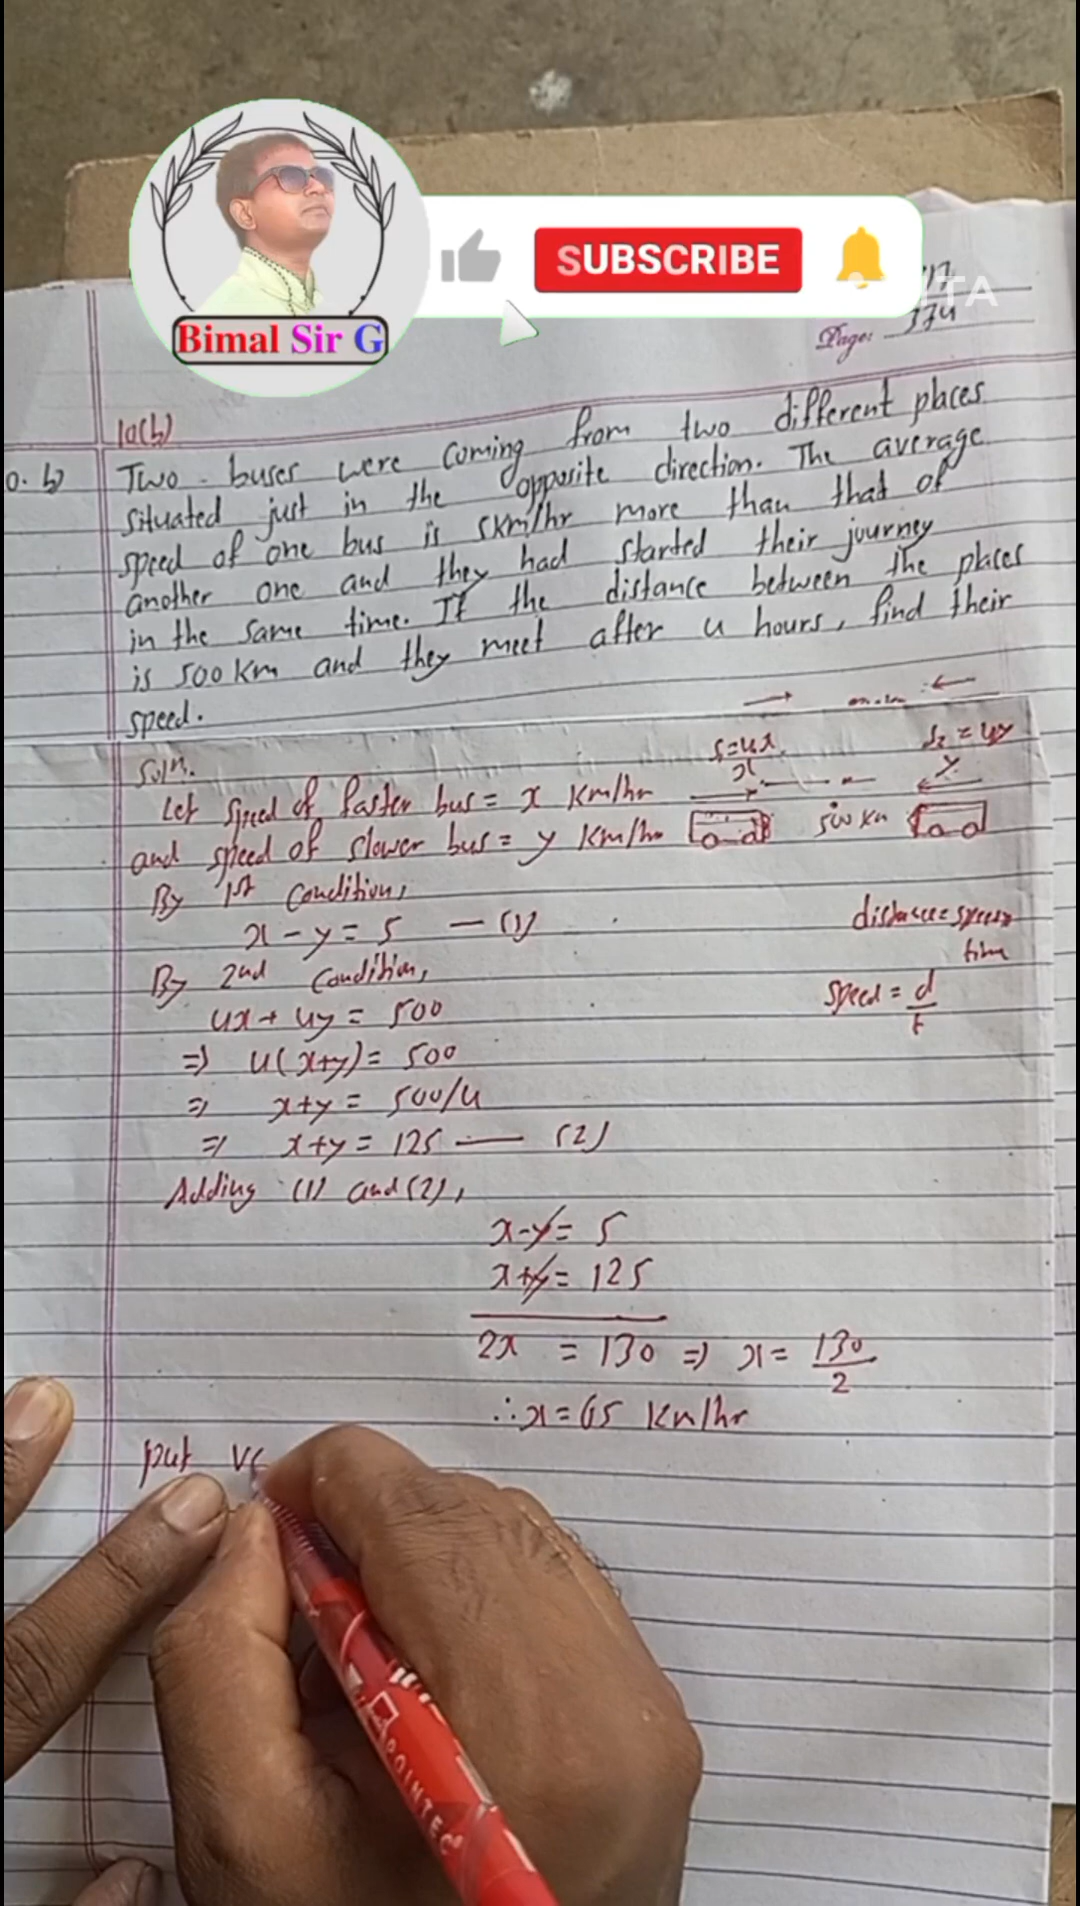 SUBSCRIBE
Bimal Sir G
Page: 374
10(b)
0. b) Two buses were coming from two different places
situated just in the opposite direction. The average
speed of one bus is 5km/hr more than that of
another one and they had started their journey
in the same time. If the distance between the places
is 500 km and they meet after 4 hours, find their
speed.
Soln.
Let speed of faster bus = x km/hr
and speed of slower bus = y km/hr
S=4x
x
S2 = 4y
y
500 km
By 1st condition,
x - y = 5 — (1)
distance = speed×
time
By 2nd condition,
speed = d/t
4x + 4y = 500
=> 4(x+y) = 500
=> x+y = 500/4
=> x+y = 125 — (2)
Adding (1) and (2),
x-y = 5
x+y = 125
2x = 130 => x = 130/2
∴ x = 65 Km/hr
put va
POINTEC